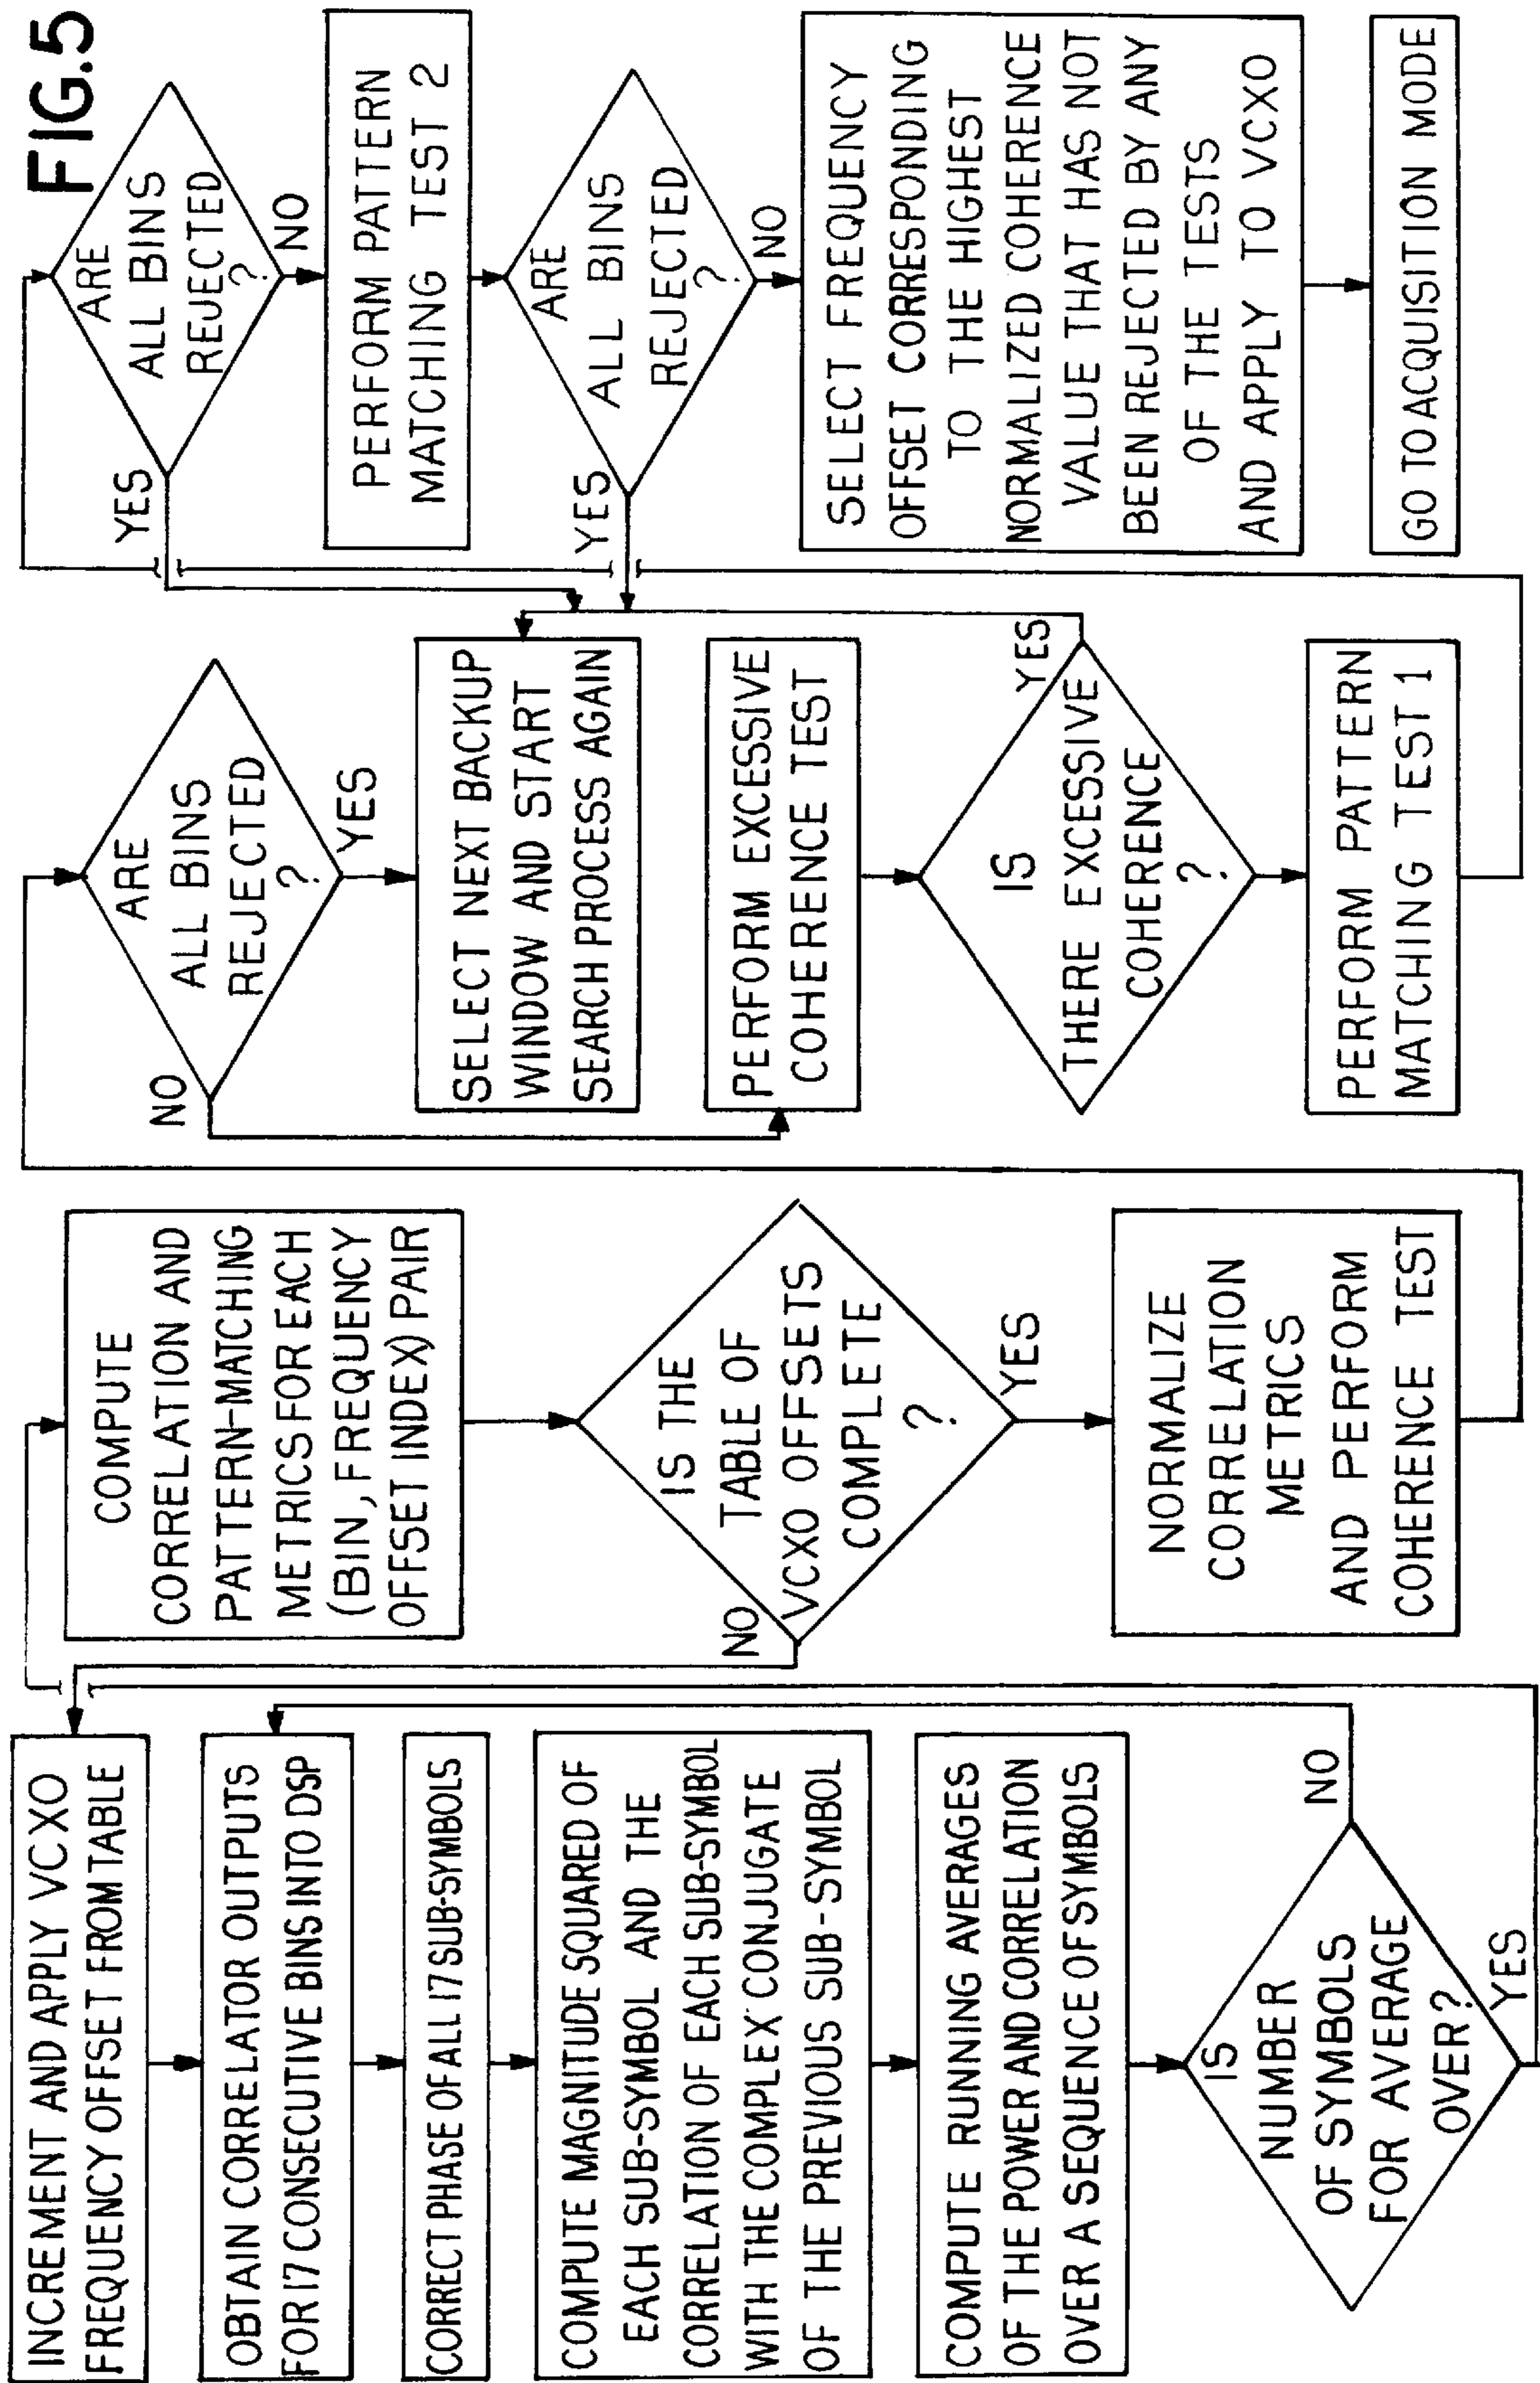 FIG.5
INCREMENT AND APPLY VCXO
FREQUENCY OFFSET FROM TABLE
OBTAIN CORRELATOR OUTPUTS
FOR 17 CONSECUTIVE BINS INTO DSP
CORRECT PHASE OF ALL 17 SUB-SYMBOLS
COMPUTE MAGNITUDE SQUARED OF
EACH SUB-SYMBOL AND THE
CORRELATION OF EACH SUB-SYMBOL
WITH THE COMPLEX CONJUGATE
OF THE PREVIOUS SUB-SYMBOL
COMPUTE RUNNING AVERAGES
OF THE POWER AND CORRELATION
OVER A SEQUENCE OF SYMBOLS
IS
NUMBER
OF SYMBOLS
FOR AVERAGE
OVER?
NO
YES
COMPUTE
CORRELATION AND
PATTERN-MATCHING
METRICS FOR EACH
(BIN, FREQUENCY
OFFSET INDEX) PAIR
IS THE
TABLE OF
VCXO OFFSETS
COMPLETE
?
NO
YES
NORMALIZE
CORRELATION
METRICS
AND PERFORM
COHERENCE TEST
ARE
ALL BINS
REJECTED
?
NO
YES
SELECT NEXT BACKUP
WINDOW AND START
SEARCH PROCESS AGAIN
PERFORM EXCESSIVE
COHERENCE TEST
IS
THERE EXCESSIVE
COHERENCE
?
YES
PERFORM PATTERN
MATCHING TEST 1
ARE
ALL BINS
REJECTED
?
YES
NO
PERFORM PATTERN
MATCHING TEST 2
ARE
ALL BINS
REJECTED
?
YES
NO
SELECT FREQUENCY
OFFSET CORRESPONDING
TO THE HIGHEST
NORMALIZED COHERENCE
VALUE THAT HAS NOT
BEEN REJECTED BY ANY
OF THE TESTS
AND APPLY TO VCXO
GO TO ACQUISITION MODE